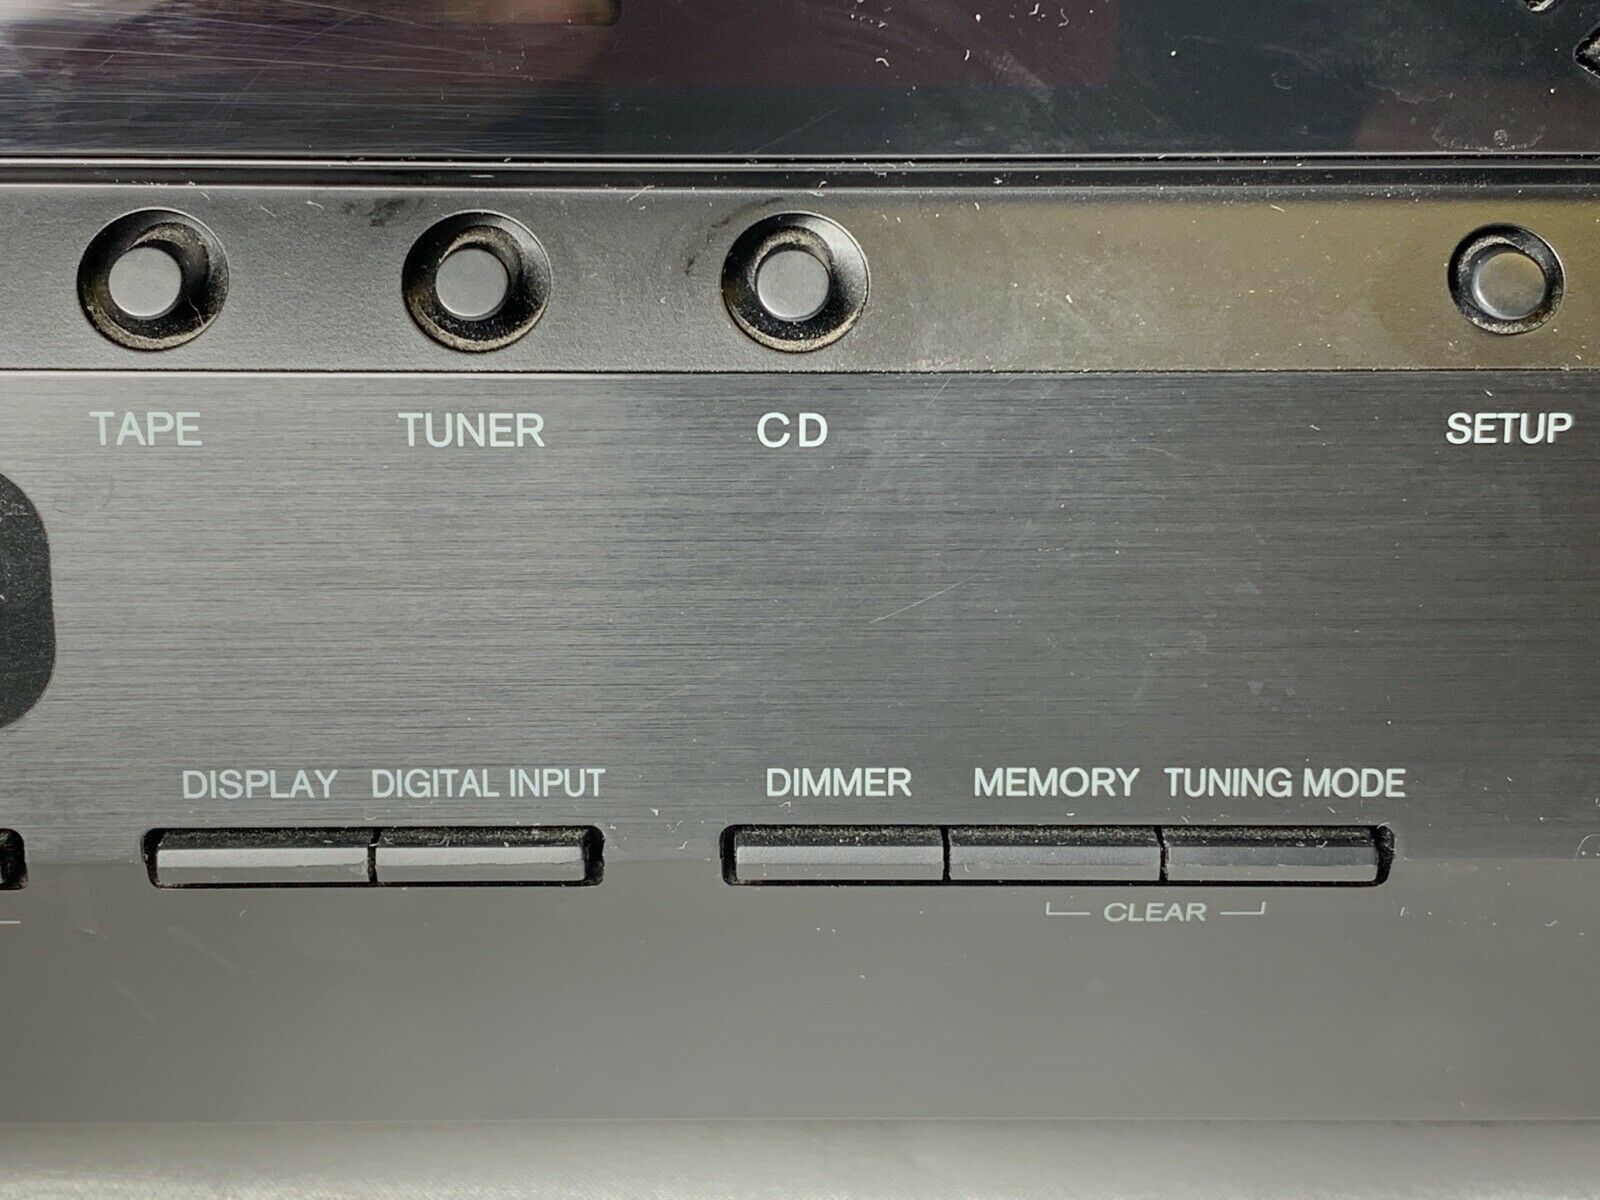 TAPE TUNER CD SETUP
DISPLAY DIGITAL INPUT DIMMER MEMORY TUNING MODE
CLEAR